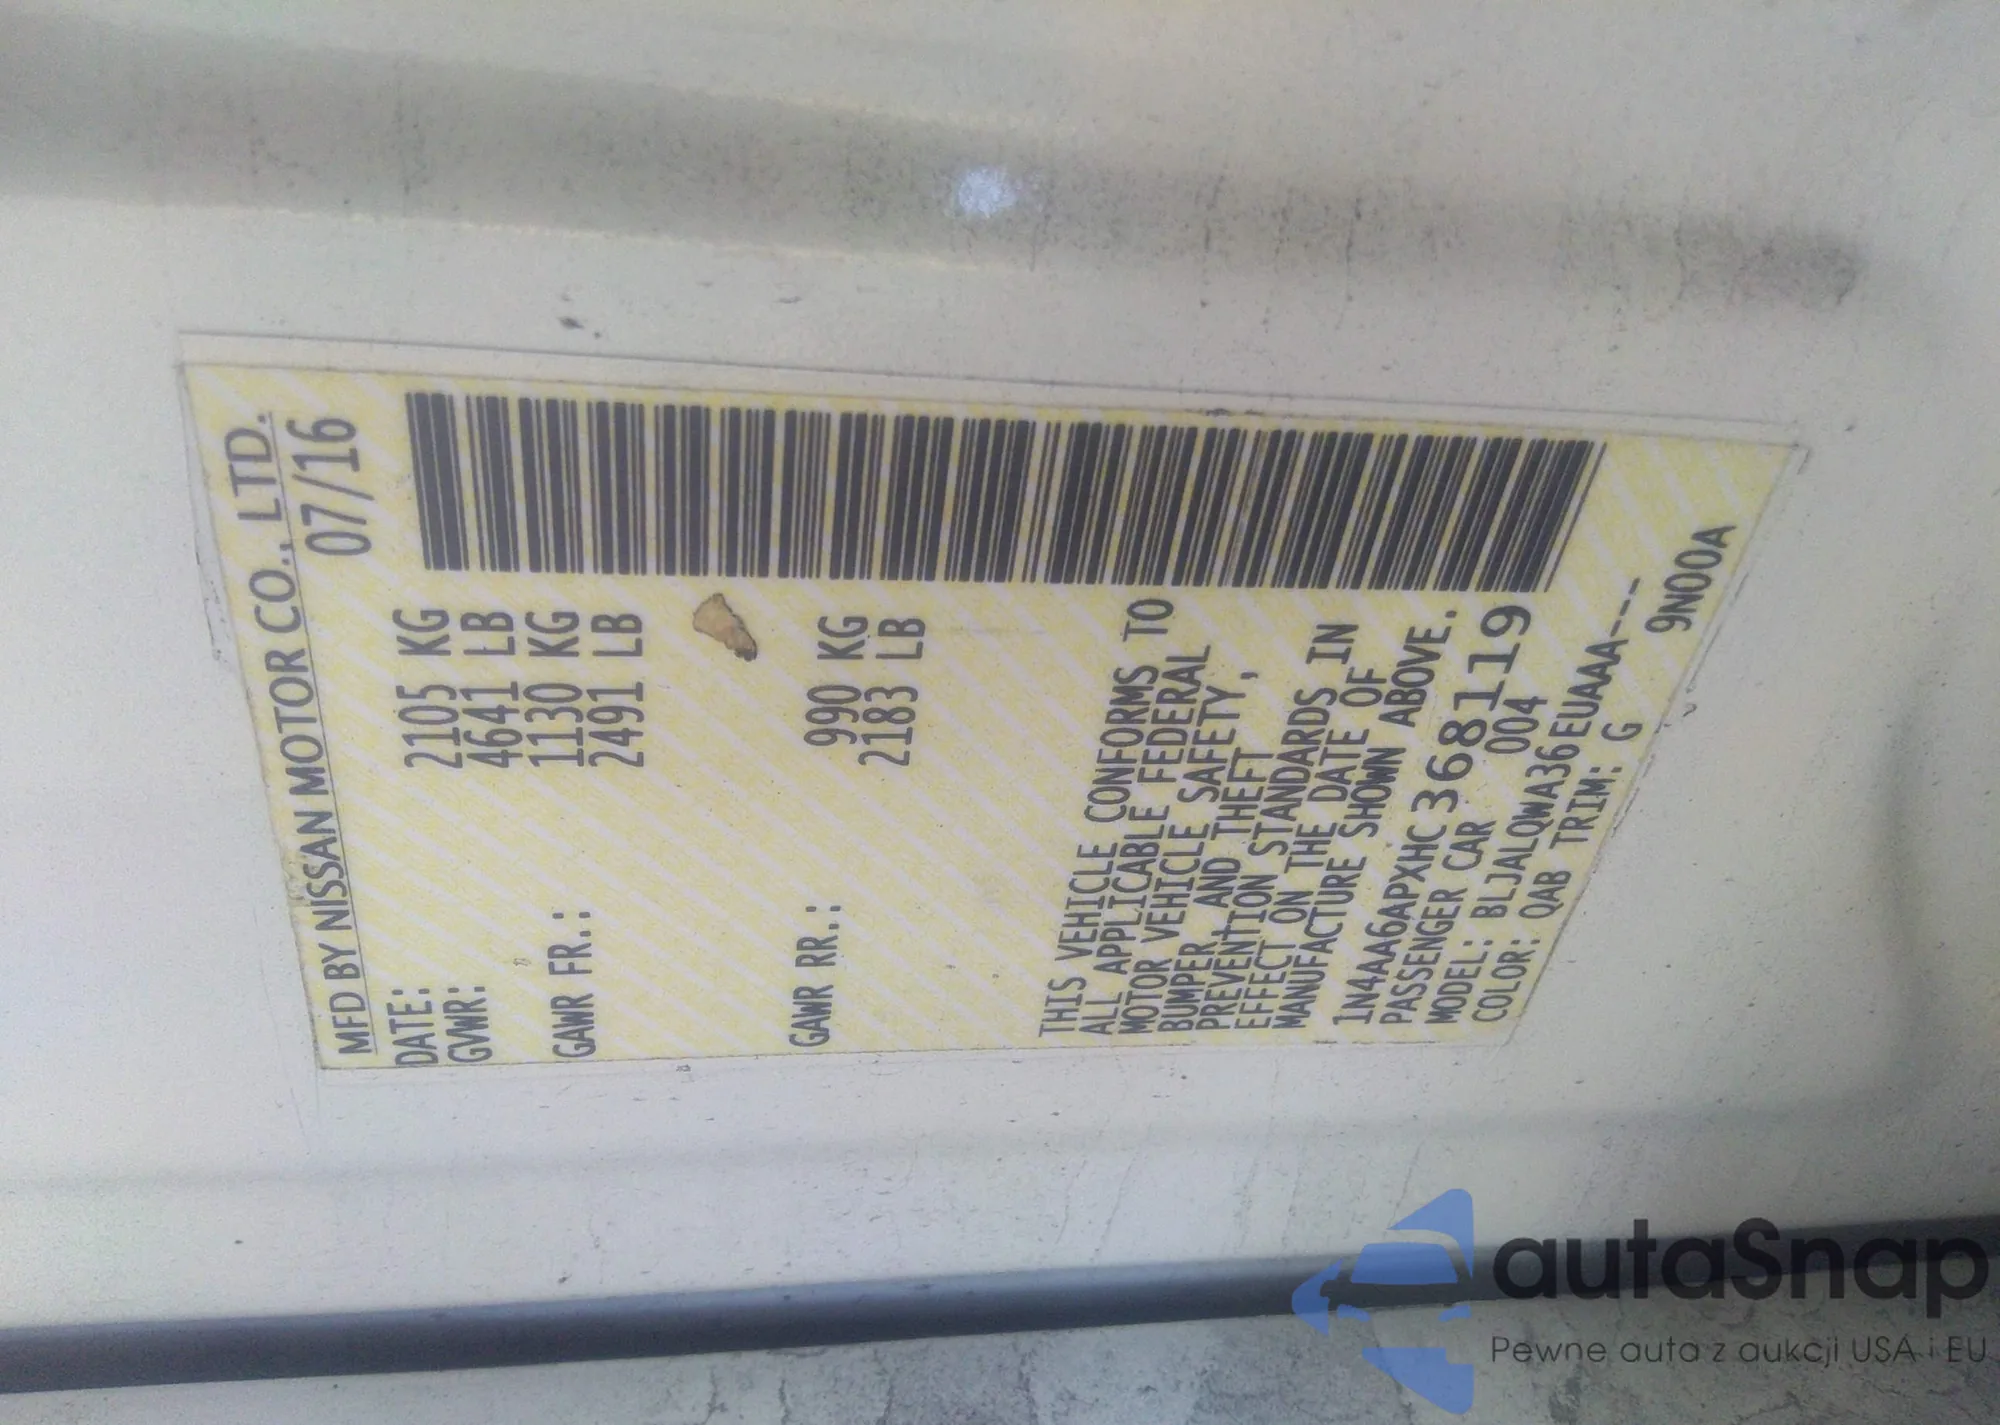 MFD BY NISSAN MOTOR CO., LTD.
DATE: 07/16
GVWR: 2105 KG
4641 LB
GAWR FR.: 1130 KG
2491 LB
GAWR RR.: 990 KG
2183 LB
THIS VEHICLE CONFORMS TO
ALL APPLICABLE FEDERAL
MOTOR VEHICLE SAFETY,
BUMPER, AND THEFT
PREVENTION STANDARDS IN
EFFECT ON THE DATE OF
MANUFACTURE SHOWN ABOVE.
1N4AA6APXHC368119
PASSENGER CAR 004
MODEL: BLJALQWA36EUAAA---
COLOR: QAB TRIM: G 9N00A
autaSnap
Pewne auta z aukcji USA i EU